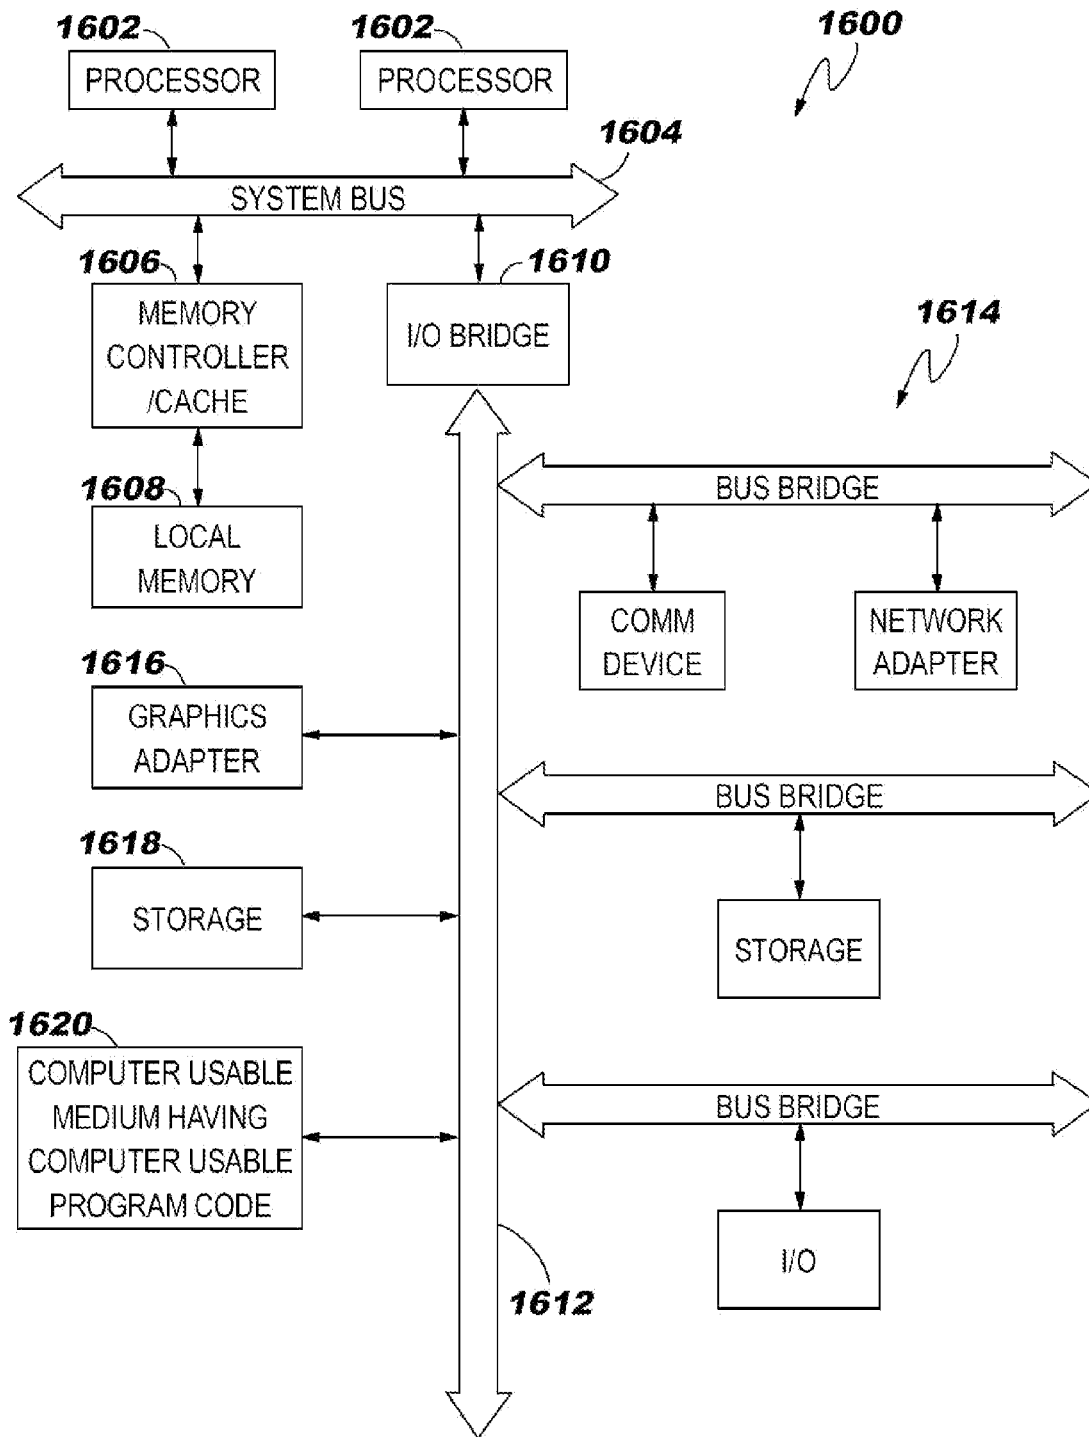 1602
1602
1600
PROCESSOR
PROCESSOR
1604
SYSTEM BUS
1606
1610
MEMORY
CONTROLLER
/CACHE
I/O BRIDGE
1614
1608
LOCAL
MEMORY
BUS BRIDGE
COMM
DEVICE
NETWORK
ADAPTER
1616
GRAPHICS
ADAPTER
BUS BRIDGE
1618
STORAGE
STORAGE
1620
COMPUTER USABLE
MEDIUM HAVING
COMPUTER USABLE
PROGRAM CODE
BUS BRIDGE
I/O
1612